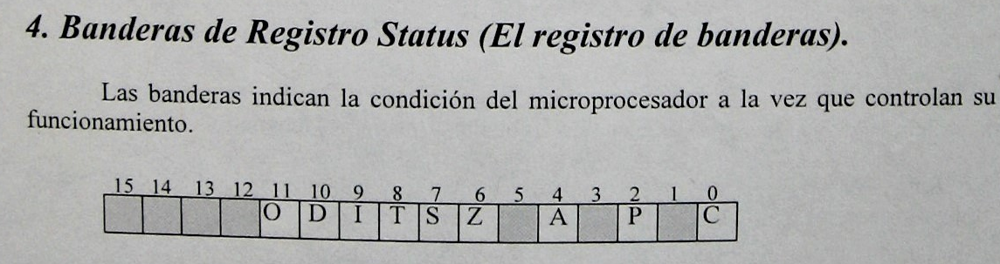 4. Banderas de Registro Status (El registro de banderas).
Las banderas indican la condición del microprocesador a la vez que controlan su
funcionamiento.
15 14 13 12 11 10 9 8 7 6 5 4 3 2 1 0
O D I T S Z A P C